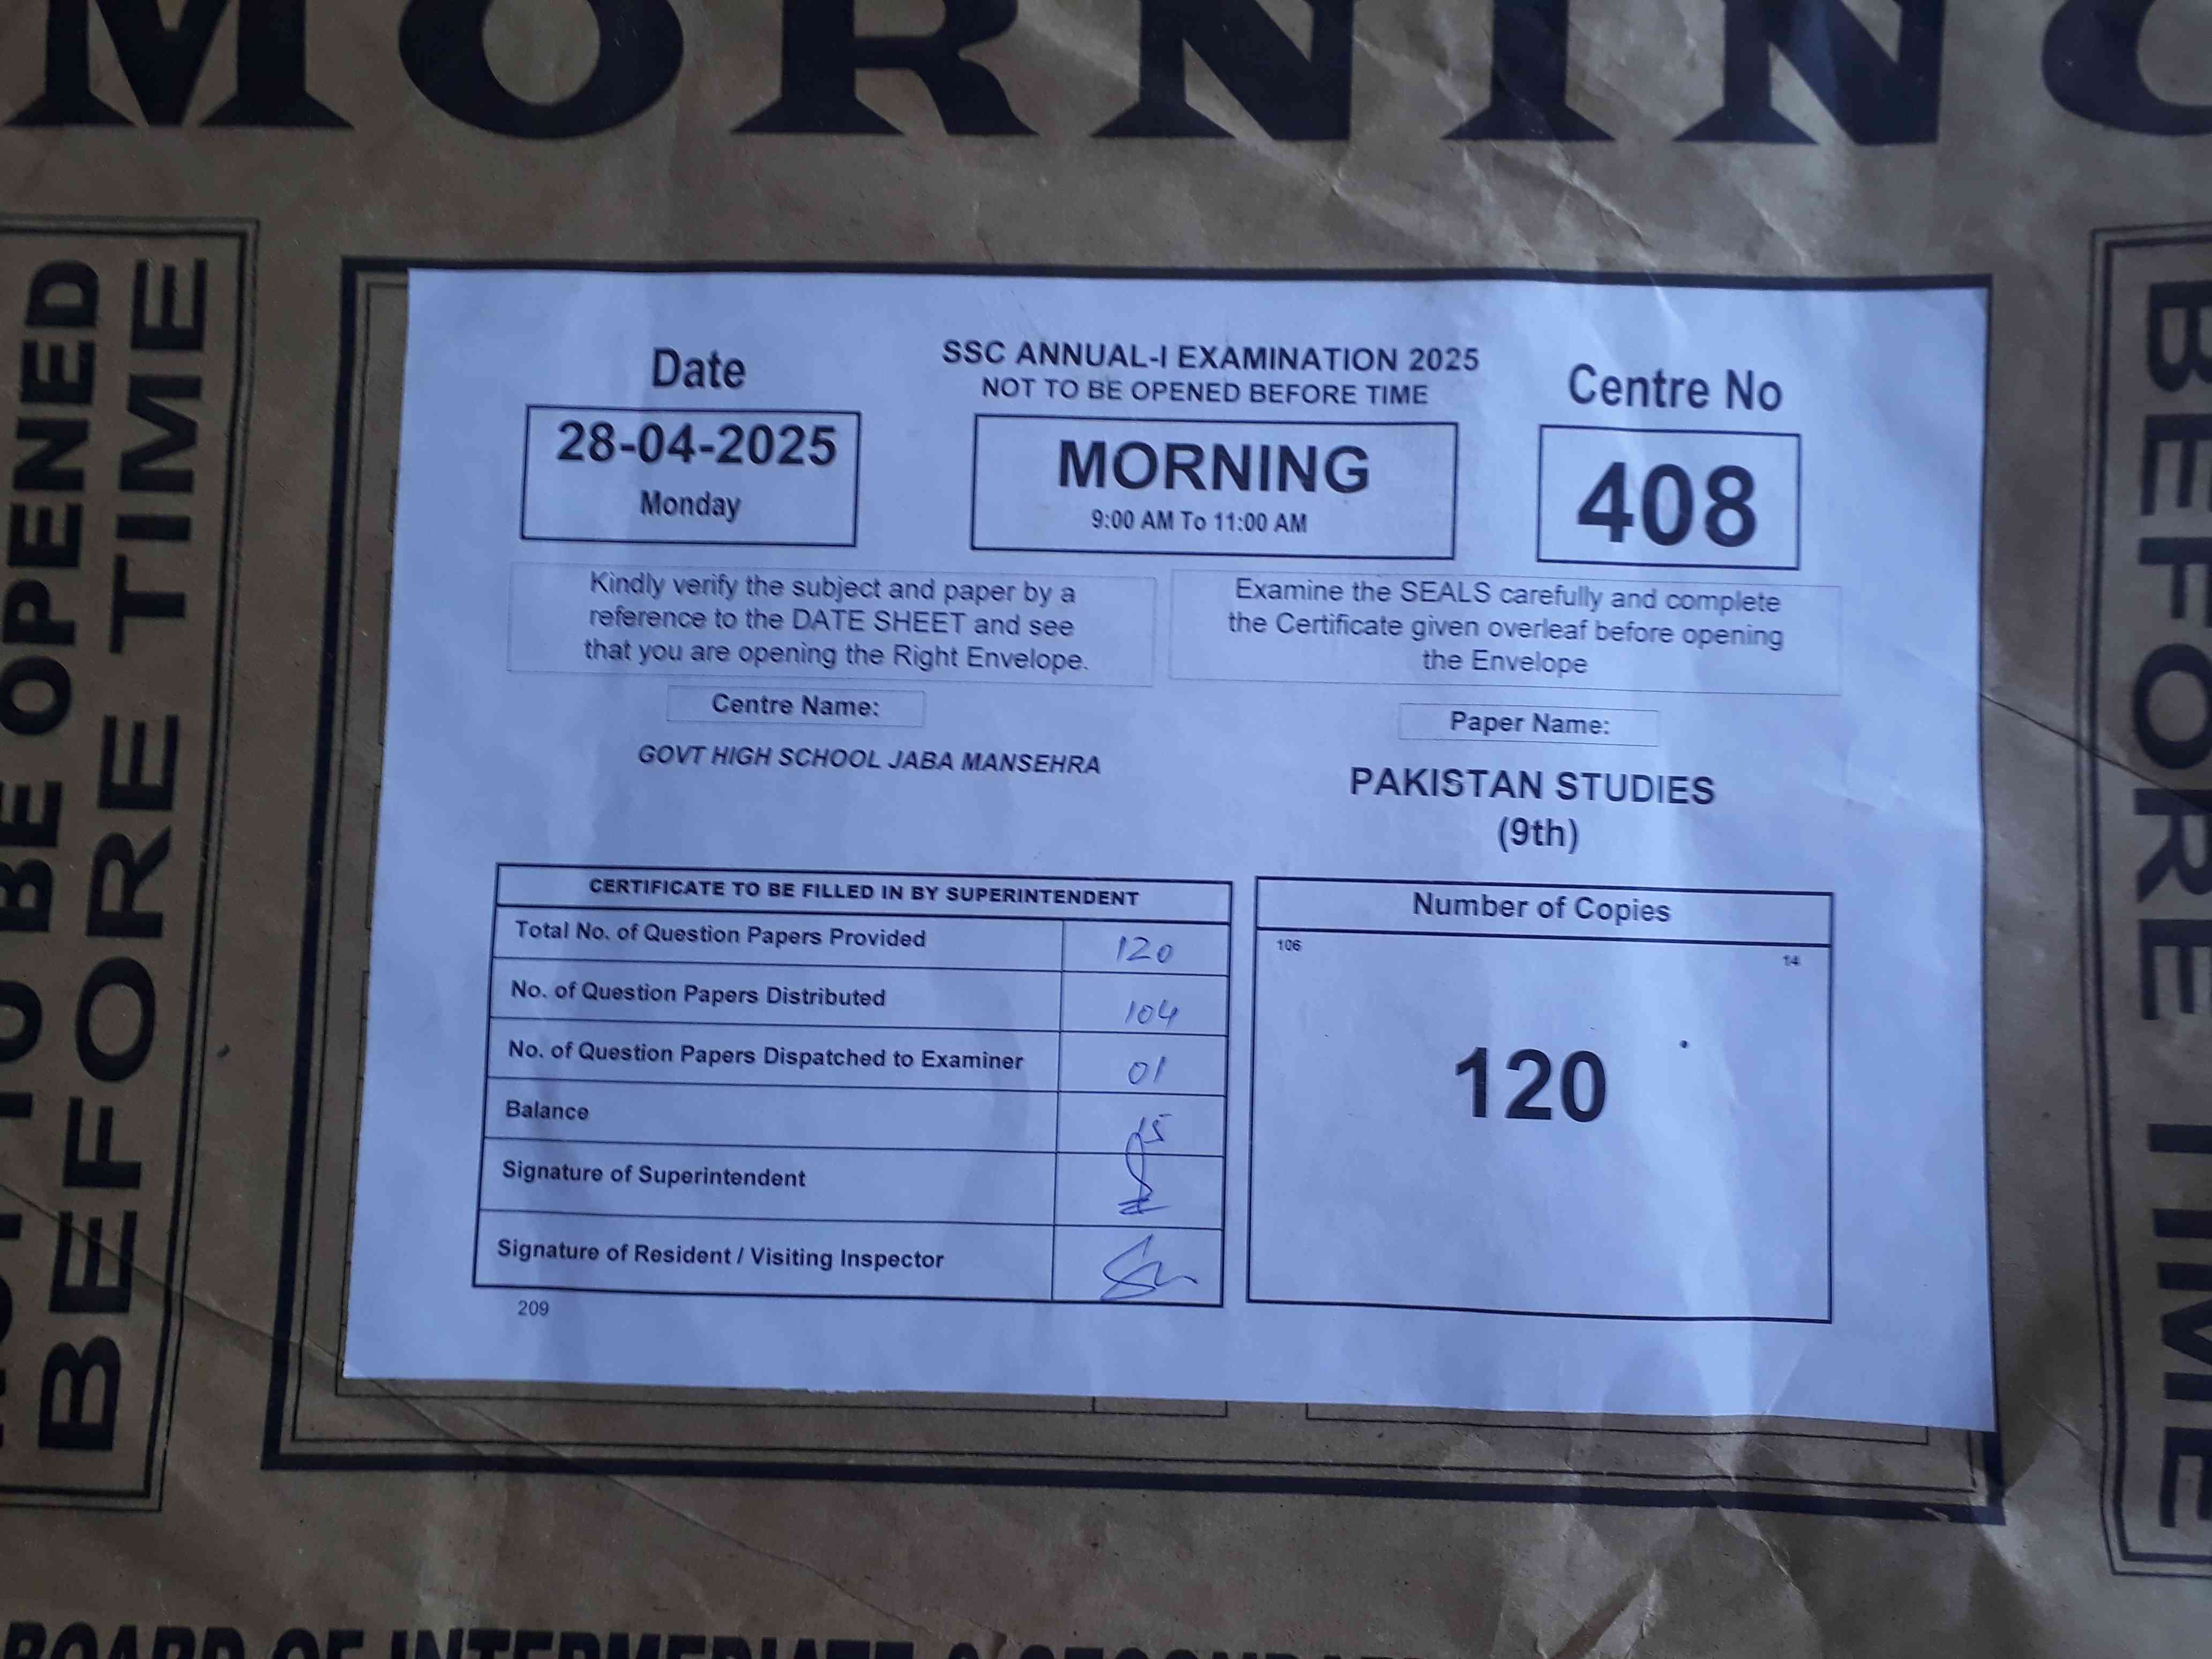 MORNING
NOT TO BE OPENED
BEFORE TIME
Date
28-04-2025
Monday
SSC ANNUAL-I EXAMINATION 2025
NOT TO BE OPENED BEFORE TIME
MORNING
9:00 AM To 11:00 AM
Centre No
408
Kindly verify the subject and paper by a
reference to the DATE SHEET and see
that you are opening the Right Envelope.
Examine the SEALS carefully and complete
the Certificate given overleaf before opening
the Envelope
Centre Name:
GOVT HIGH SCHOOL JABA MANSEHRA
Paper Name:
PAKISTAN STUDIES
(9th)
CERTIFICATE TO BE FILLED IN BY SUPERINTENDENT
Total No. of Question Papers Provided 120
No. of Question Papers Distributed 104
No. of Question Papers Dispatched to Examiner 01
Balance 15
Signature of Superintendent
Signature of Resident / Visiting Inspector
209
Number of Copies
106
14
120
BEFORE TIME
BOARD OF INTERMEDIATE &